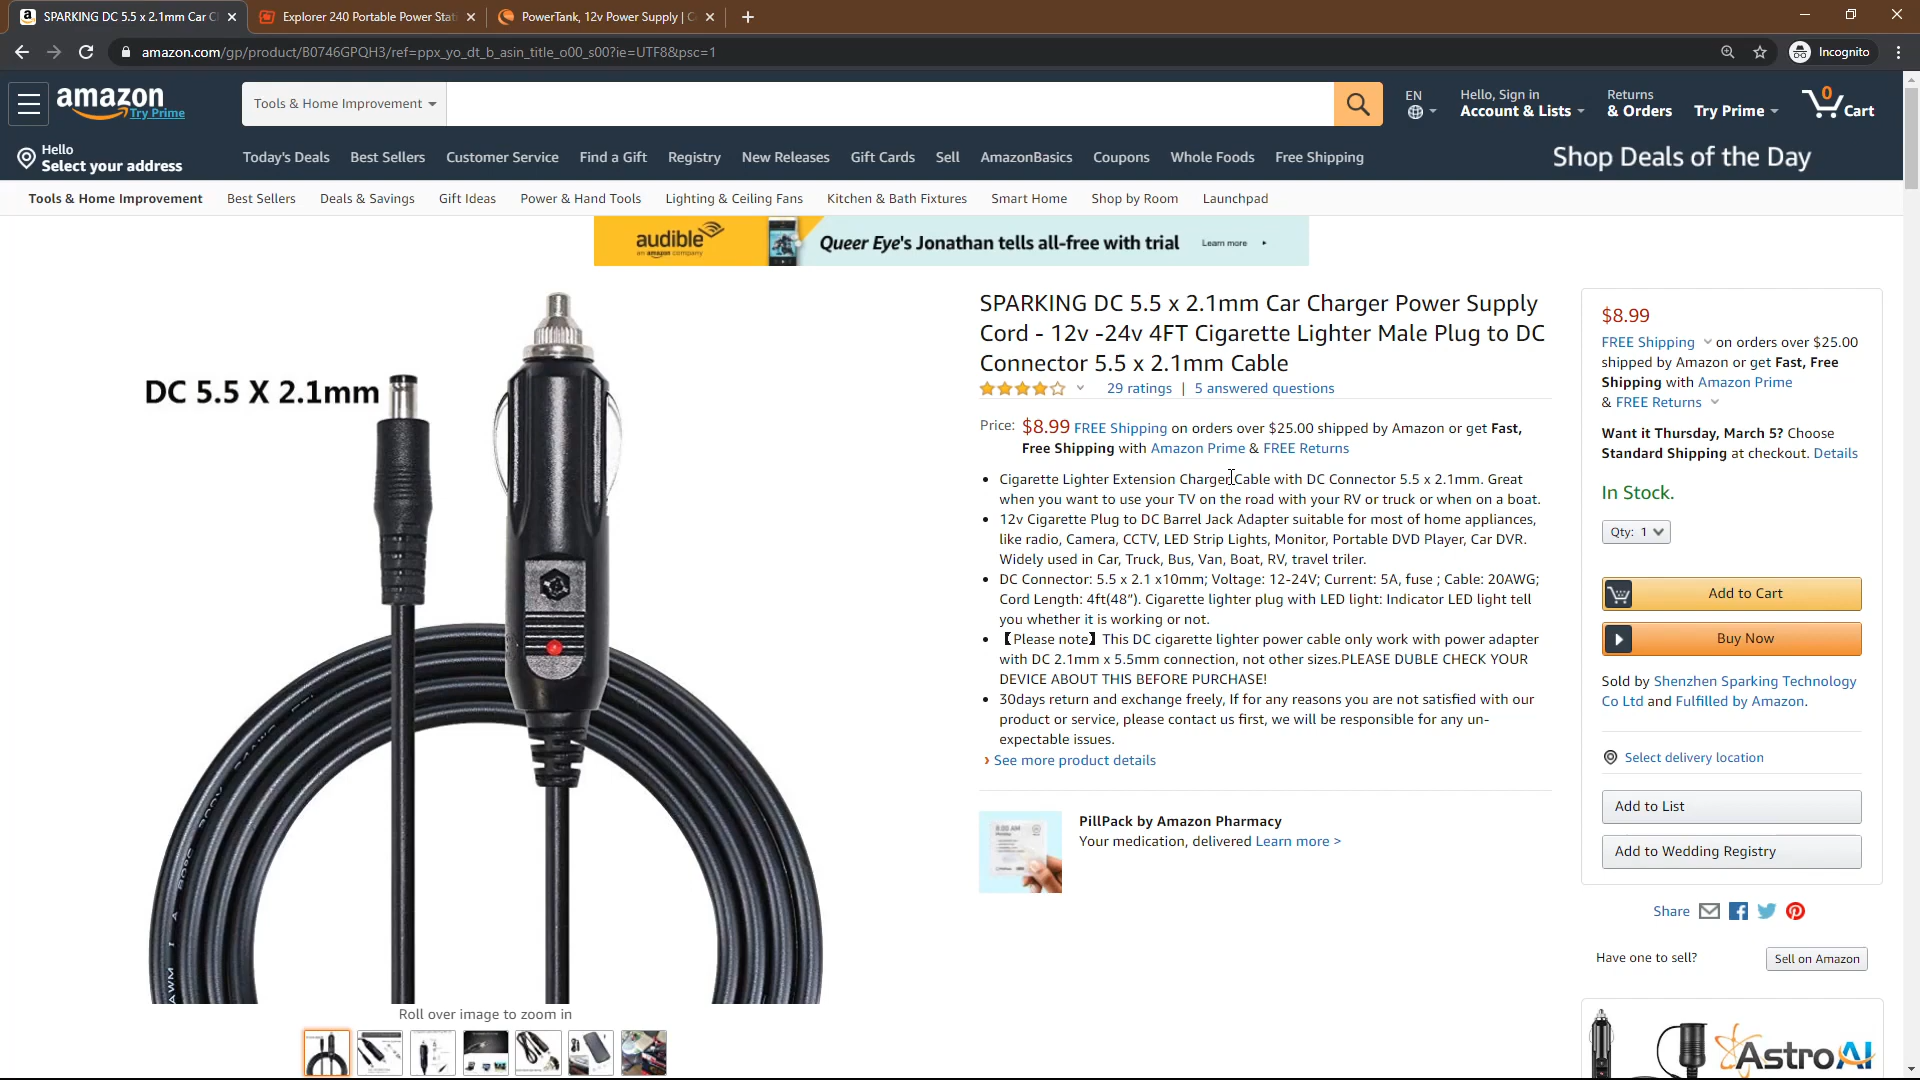 SPARKING DC 5.5 x 2.1mm Car C
Explorer 240 Portable Power Stati
PowerTank, 12v Power Supply | C
amazon.com/gp/product/B0746GPQH3/ref=ppx_yo_dt_b_asin_title_o00_s00?ie=UTF8&psc=1
Incognito
amazon
Try Prime
Tools & Home Improvement
EN
Hello, Sign in
Account & Lists
Returns
& Orders
Try Prime
0
Cart
Hello
Select your address
Today's Deals Best Sellers Customer Service Find a Gift Registry New Releases Gift Cards Sell AmazonBasics Coupons Whole Foods Free Shipping
Shop Deals of the Day
Tools & Home Improvement Best Sellers Deals & Savings Gift Ideas Power & Hand Tools Lighting & Ceiling Fans Kitchen & Bath Fixtures Smart Home Shop by Room Launchpad
audible
an amazon company
Queer Eye's Jonathan tells all-free with trial
Learn more
DC 5.5 X 2.1mm
Roll over image to zoom in
SPARKING DC 5.5 x 2.1mm Car Charger Power Supply
Cord - 12v -24v 4FT Cigarette Lighter Male Plug to DC
Connector 5.5 x 2.1mm Cable
29 ratings | 5 answered questions
Price: $8.99 FREE Shipping on orders over $25.00 shipped by Amazon or get Fast,
Free Shipping with Amazon Prime & FREE Returns
• Cigarette Lighter Extension Charger Cable with DC Connector 5.5 x 2.1mm. Great
when you want to use your TV on the road with your RV or truck or when on a boat.
• 12v Cigarette Plug to DC Barrel Jack Adapter suitable for most of home appliances,
like radio, Camera, CCTV, LED Strip Lights, Monitor, Portable DVD Player, Car DVR.
Widely used in Car, Truck, Bus, Van, Boat, RV, travel triler.
• DC Connector: 5.5 x 2.1 x10mm; Voltage: 12-24V; Current: 5A, fuse ; Cable: 20AWG;
Cord Length: 4ft(48"). Cigarette lighter plug with LED light: Indicator LED light tell
you whether it is working or not.
• 【Please note】This DC cigarette lighter power cable only work with power adapter
with DC 2.1mm x 5.5mm connection, not other sizes.PLEASE DUBLE CHECK YOUR
DEVICE ABOUT THIS BEFORE PURCHASE!
• 30days return and exchange freely, If for any reasons you are not satisfied with our
product or service, please contact us first, we will be responsible for any un-
expectable issues.
› See more product details
PillPack by Amazon Pharmacy
Your medication, delivered Learn more >
$8.99
FREE Shipping on orders over $25.00
shipped by Amazon or get Fast, Free
Shipping with Amazon Prime
& FREE Returns
Want it Thursday, March 5? Choose
Standard Shipping at checkout. Details
In Stock.
Qty: 1
Add to Cart
Buy Now
Sold by Shenzhen Sparking Technology
Co Ltd and Fulfilled by Amazon.
Select delivery location
Add to List
Add to Wedding Registry
Share
Have one to sell?
Sell on Amazon
AstroAI